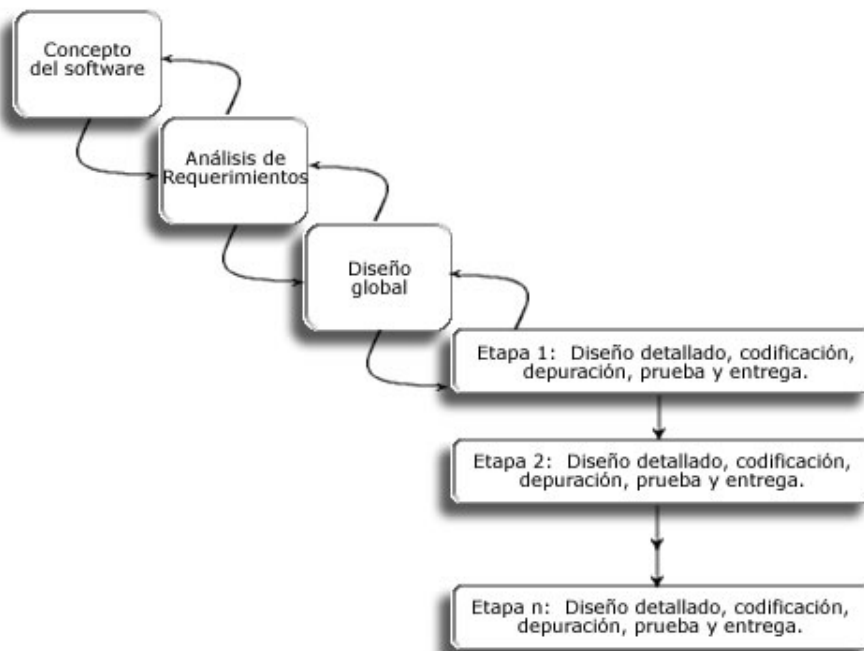 Concepto
del software
Análisis de
Requerimientos
Diseño
global
Etapa 1:  Diseño detallado, codificación,
depuración, prueba y entrega.
Etapa 2:  Diseño detallado, codificación,
depuración, prueba y entrega.
Etapa n:  Diseño detallado, codificación,
depuración, prueba y entrega.